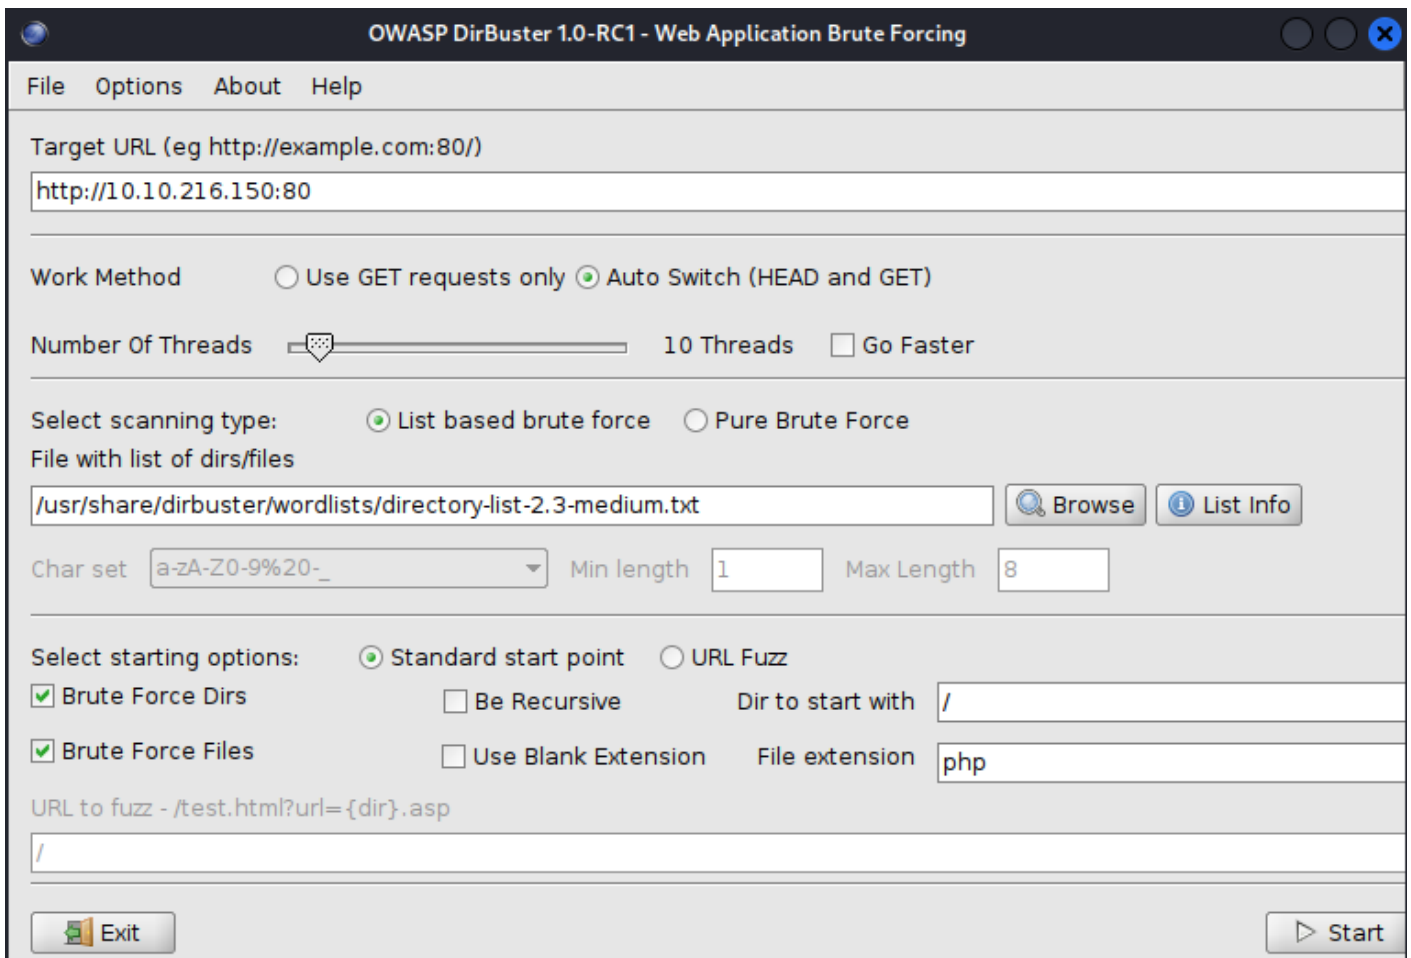 OWASP DirBuster 1.0-RC1 - Web Application Brute Forcing
File Options About Help
Target URL (eg http://example.com:80/)
http://10.10.216.150:80
Work Method Use GET requests only Auto Switch (HEAD and GET)
Number Of Threads 10 Threads Go Faster
Select scanning type: List based brute force Pure Brute Force
File with list of dirs/files
/usr/share/dirbuster/wordlists/directory-list-2.3-medium.txt Browse List Info
Char set a-zA-Z0-9%20-_ Min length 1 Max Length 8
Select starting options: Standard start point URL Fuzz
Brute Force Dirs Be Recursive Dir to start with /
Brute Force Files Use Blank Extension File extension php
URL to fuzz - /test.html?url={dir}.asp
/
Exit Start